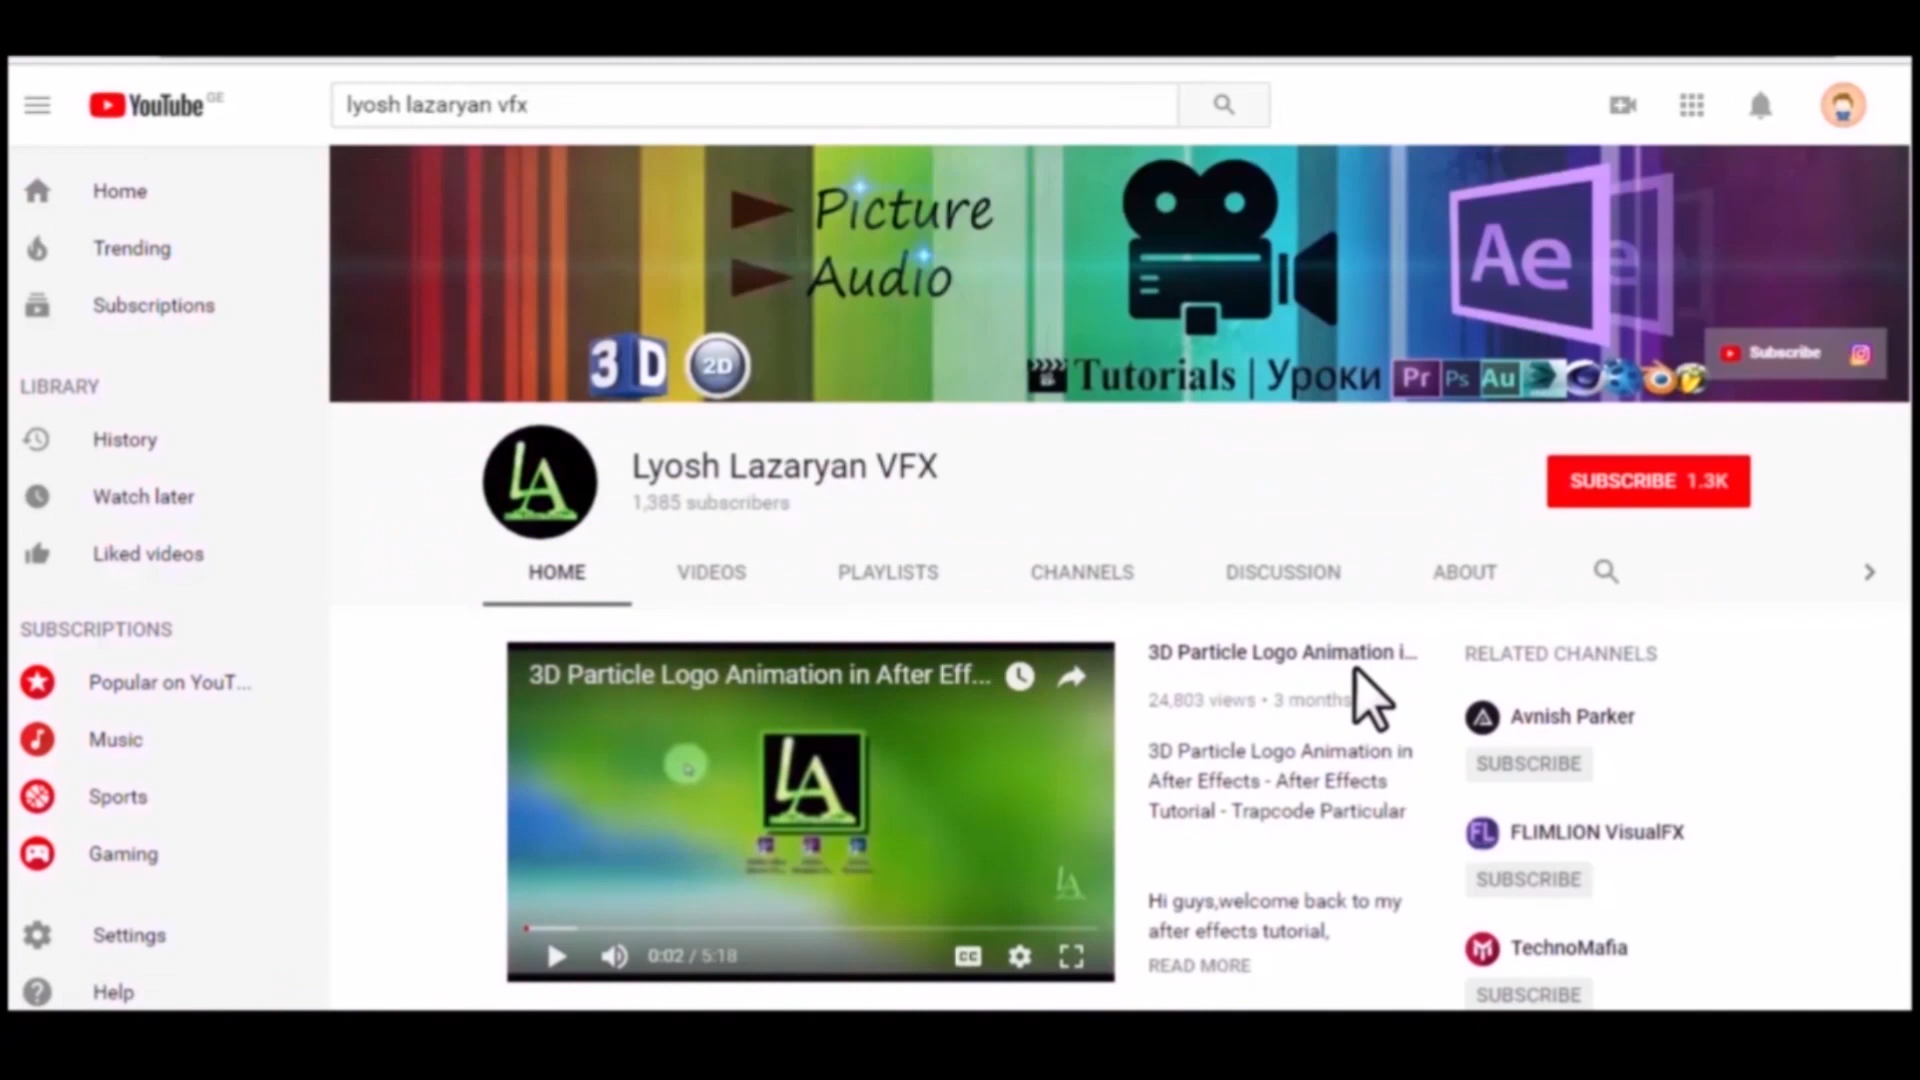 YouTube GE
lyosh lazaryan vfx
Home
Trending
Subscriptions
LIBRARY
History
Watch later
Liked videos
SUBSCRIPTIONS
Popular on YouT...
Music
Sports
Gaming
Settings
Help
Picture
Audio
3D
2D
Tutorials | Уроки
Pr
Ps
Au
Ae
e
Subscribe
LA
Lyosh Lazaryan VFX
1,385 subscribers
SUBSCRIBE 1.3K
HOME
VIDEOS
PLAYLISTS
CHANNELS
DISCUSSION
ABOUT
3D Particle Logo Animation in After Eff...
LA
LA
0:02 / 5:18
CC
3D Particle Logo Animation i...
24,803 views • 3 months
3D Particle Logo Animation in
After Effects - After Effects
Tutorial - Trapcode Particular
Hi guys,welcome back to my
after effects tutorial,
READ MORE
RELATED CHANNELS
Avnish Parker
SUBSCRIBE
FL
FLIMLION VisualFX
SUBSCRIBE
TechnoMafia
SUBSCRIBE